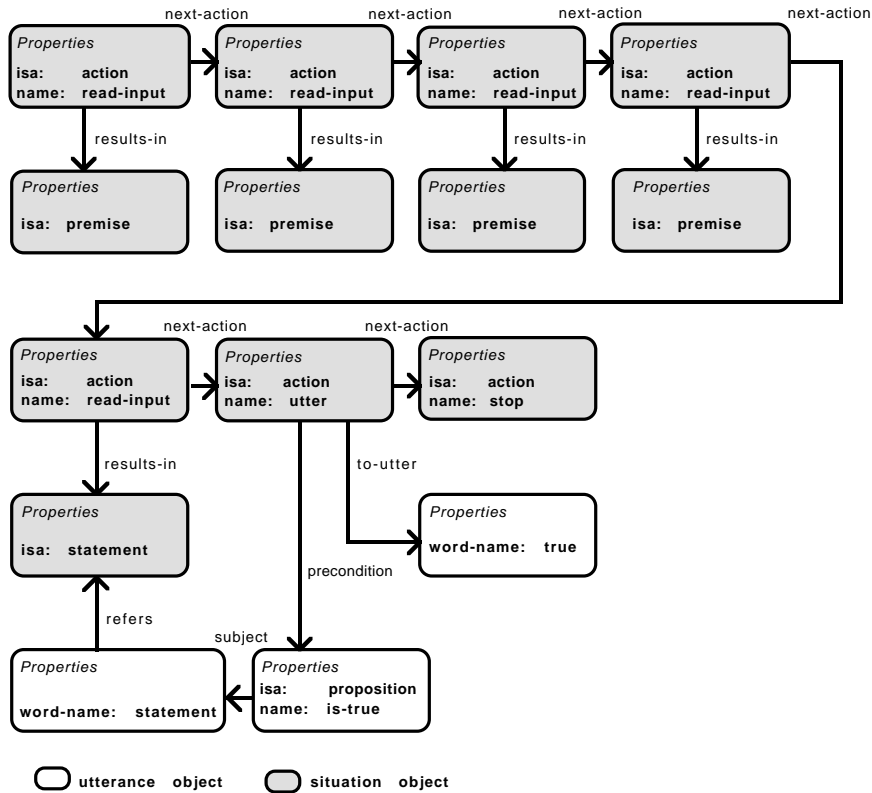 next-action next-action next-action next-action
Properties Properties Properties Properties
isa: action isa: action isa: action isa: action
name: read-input name: read-input name: read-input name: read-input
results-in results-in results-in results-in
Properties Properties Properties Properties
isa: premise isa: premise isa: premise isa: premise
next-action next-action
Properties Properties Properties
isa: action isa: action isa: action
name: read-input name: utter name: stop
results-in to-utter
Properties Properties
isa: statement word-name: true
precondition
refers
subject
Properties Properties
isa: proposition
word-name: statement name: is-true
utterance object situation object